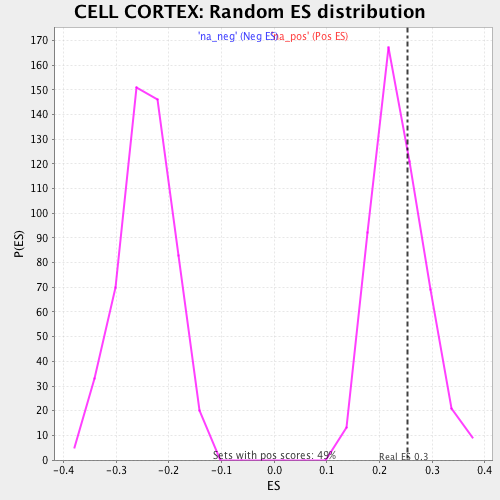 CELL CORTEX: Random ES distribution
'na_neg' (Neg ES)
'na_pos' (Pos ES)
170
160
150
140
130
120
110
100
90
80
70
60
50
40
30
20
10
0
P(ES)
Sets with pos scores: 49%
Real ES 0.3
-0.4 -0.3 -0.2 -0.1 0.0 0.1 0.2 0.3 0.4
ES